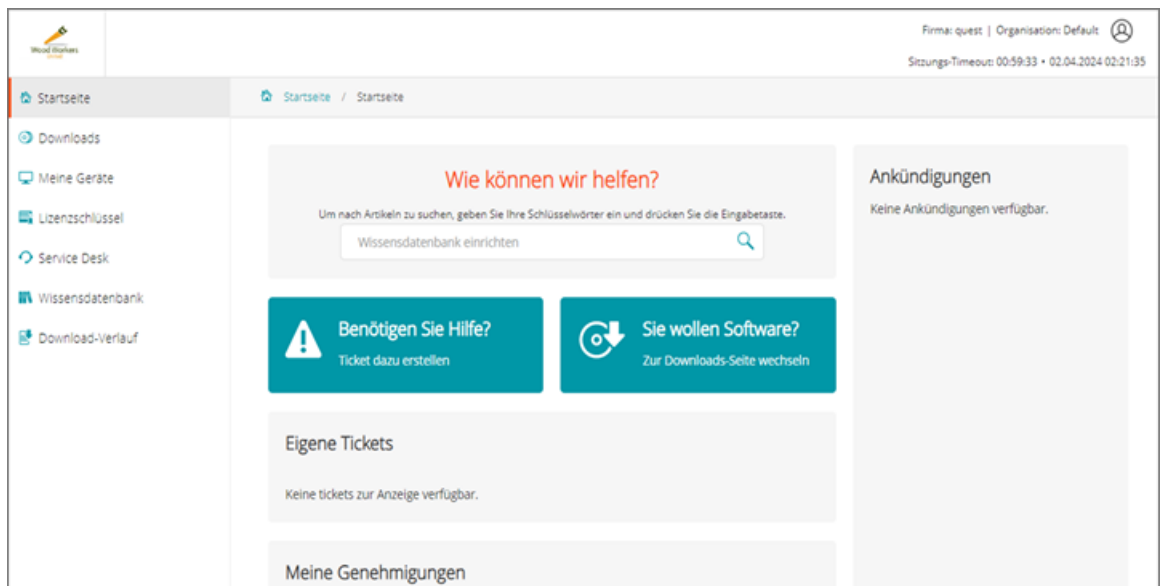 Wood Workers
Firma: quest | Organisation: Default
Sitzungs-Timeout: 00:59:33 • 02.04.2024 02:21:35
Startseite
Downloads
Meine Geräte
Lizenzschlüssel
Service Desk
Wissensdatenbank
Download-Verlauf
Startseite / Startseite
Wie können wir helfen?
Um nach Artikeln zu suchen, geben Sie Ihre Schlüsselwörter ein und drücken Sie die Eingabetaste.
Wissensdatenbank einrichten
Benötigen Sie Hilfe?
Ticket dazu erstellen
Sie wollen Software?
Zur Downloads-Seite wechseln
Eigene Tickets
Keine tickets zur Anzeige verfügbar.
Meine Genehmigungen
Ankündigungen
Keine Ankündigungen verfügbar.